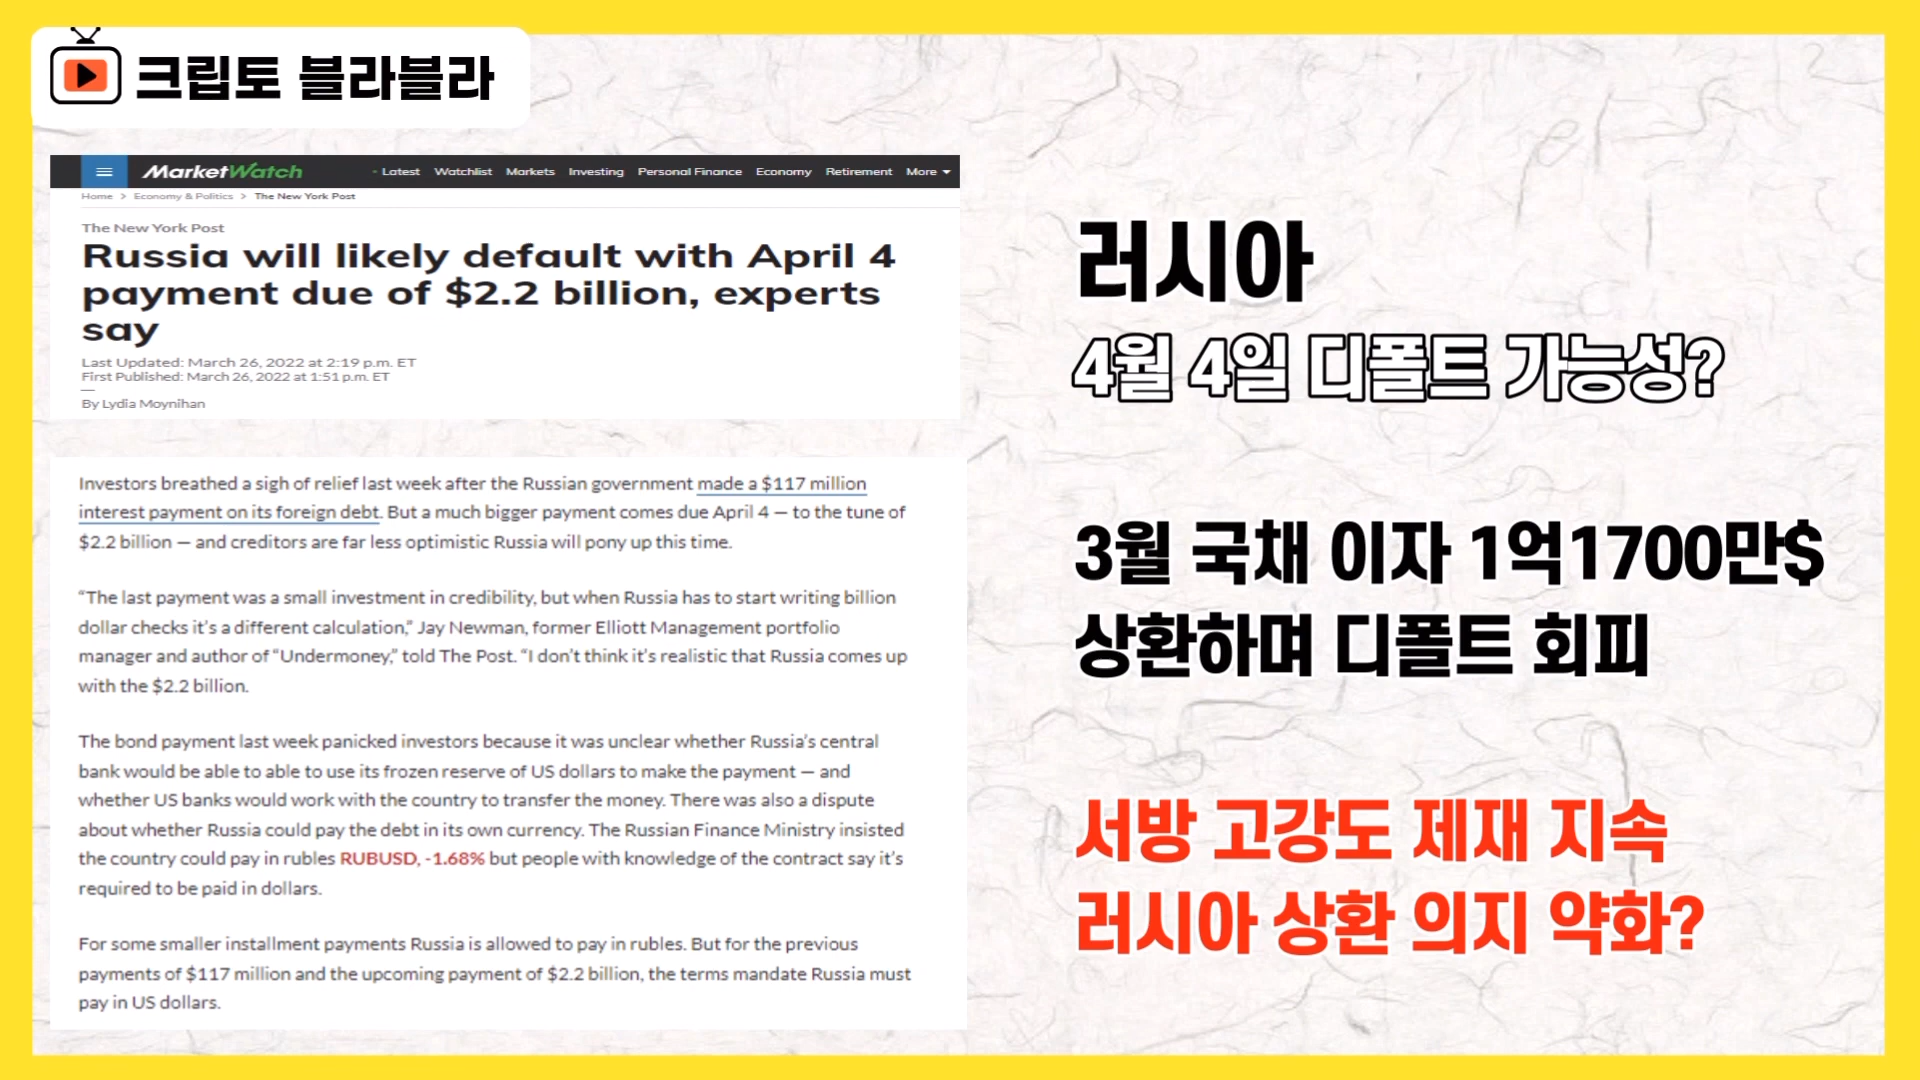 크립토 블라블라
MarketWatch
Latest Watchlist Markets Investing Personal Finance Economy Retirement More
Home > Economy & Politics > The New York Post
The New York Post
Russia will likely default with April 4
payment due of $2.2 billion, experts
say
Last Updated: March 26, 2022 at 2:19 p.m. ET
First Published: March 26, 2022 at 1:51 p.m. ET
By Lydia Moynihan
Investors breathed a sigh of relief last week after the Russian government made a $117 million
interest payment on its foreign debt. But a much bigger payment comes due April 4 — to the tune of
$2.2 billion — and creditors are far less optimistic Russia will pony up this time.
“The last payment was a small investment in credibility, but when Russia has to start writing billion
dollar checks it’s a different calculation,” Jay Newman, former Elliott Management portfolio
manager and author of “Undermoney,” told The Post. “I don’t think it’s realistic that Russia comes up
with the $2.2 billion.
The bond payment last week panicked investors because it was unclear whether Russia’s central
bank would be able to able to use its frozen reserve of US dollars to make the payment — and
whether US banks would work with the country to transfer the money. There was also a dispute
about whether Russia could pay the debt in its own currency. The Russian Finance Ministry insisted
the country could pay in rubles RUBUSD, -1.68% but people with knowledge of the contract say it’s
required to be paid in dollars.
For some smaller installment payments Russia is allowed to pay in rubles. But for the previous
payments of $117 million and the upcoming payment of $2.2 billion, the terms mandate Russia must
pay in US dollars.
러시아
4월 4일 디폴트 가능성?
3월 국채 이자 1억1700만$
상환하며 디폴트 회피
서방 고강도 제재 지속
러시아 상환 의지 약화?